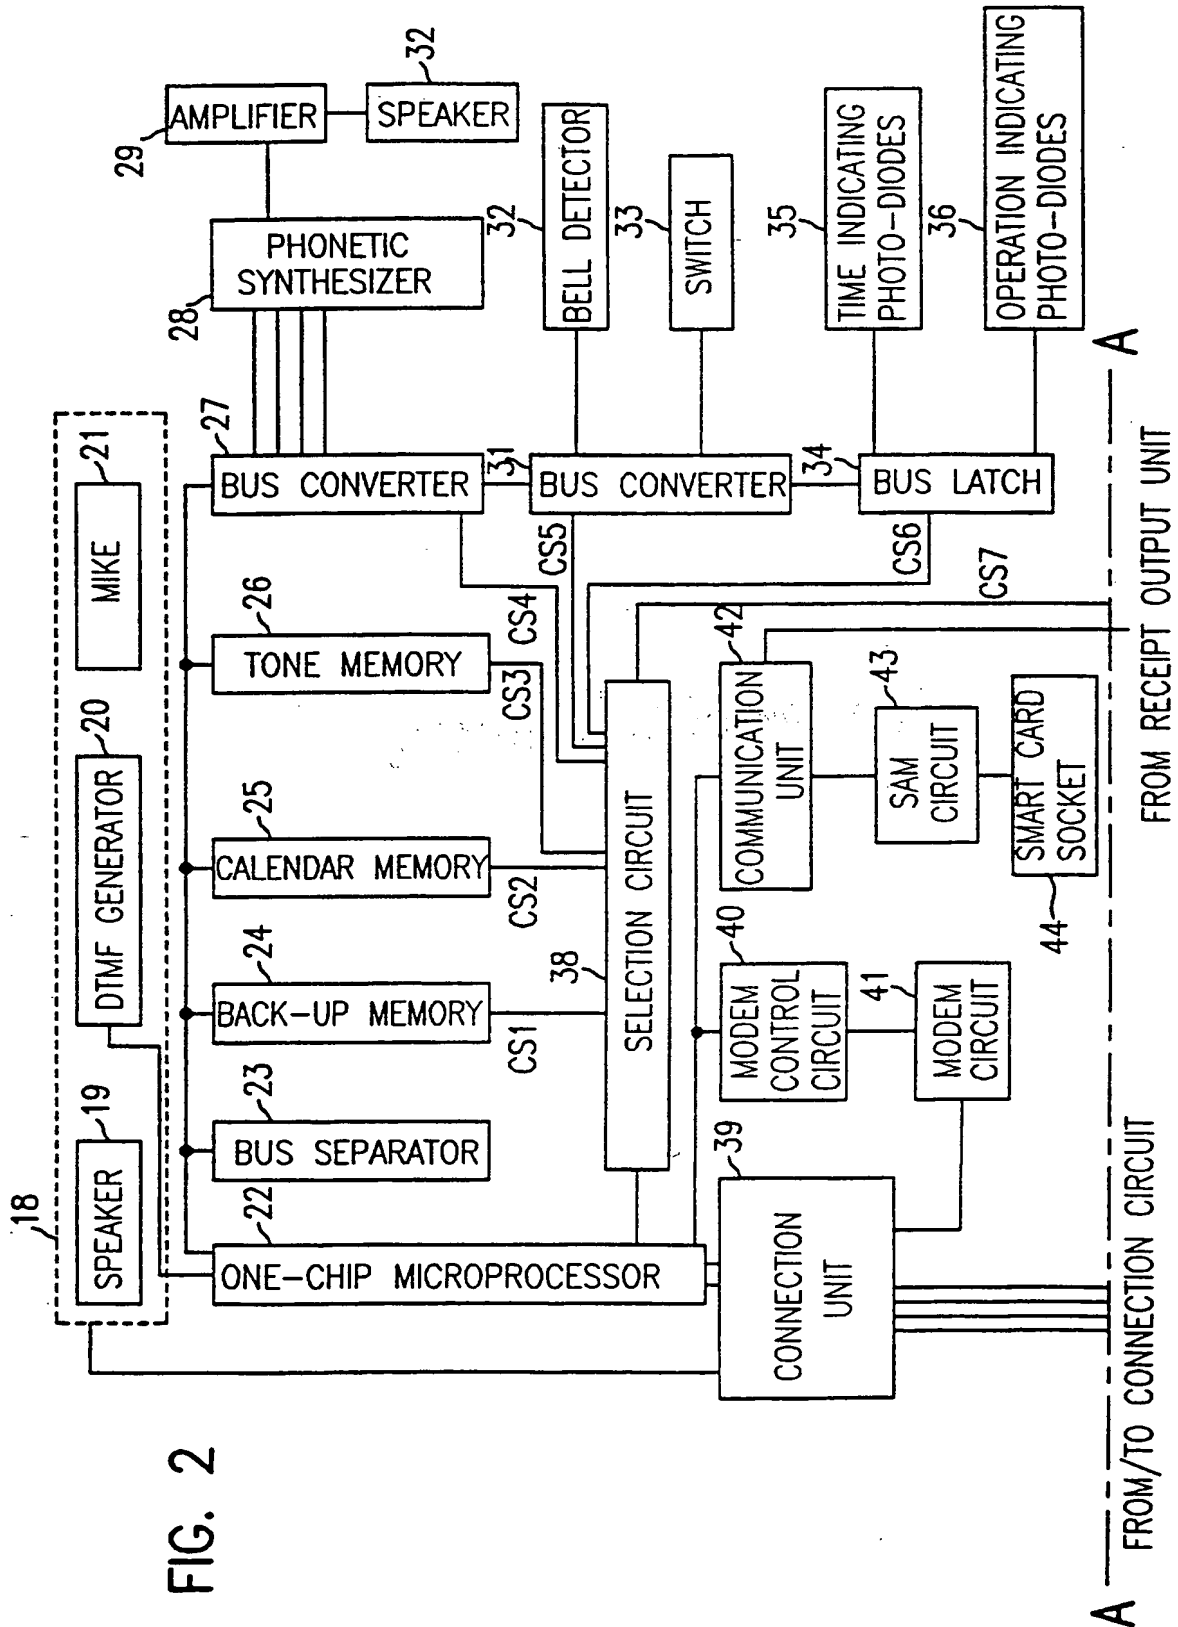 FIG. 2
18
SPEAKER
19
DTMF GENERATOR
20
MIKE
21
22
ONE-CHIP MICROPROCESSOR
23
BUS SEPARATOR
24
BACK-UP MEMORY
25
CALENDAR MEMORY
26
TONE MEMORY
27
BUS CONVERTER
28
PHONETIC
SYNTHESIZER
29
AMPLIFIER
32
SPEAKER
31
BUS CONVERTER
32
BELL DETECTOR
33
SWITCH
34
BUS LATCH
35
TIME INDICATING
PHOTO-DIODES
36
OPERATION INDICATING
PHOTO-DIODES
CS1
CS2
CS3
CS4
CS5
CS6
CS7
38
SELECTION CIRCUIT
39
CONNECTION
UNIT
40
MODEM
CONTROL
CIRCUIT
41
MODEM
CIRCUIT
42
COMMUNICATION
UNIT
43
SAM
CIRCUIT
44
SMART CARD
SOCKET
A
A
FROM/TO CONNECTION CIRCUIT
FROM RECEIPT OUTPUT UNIT